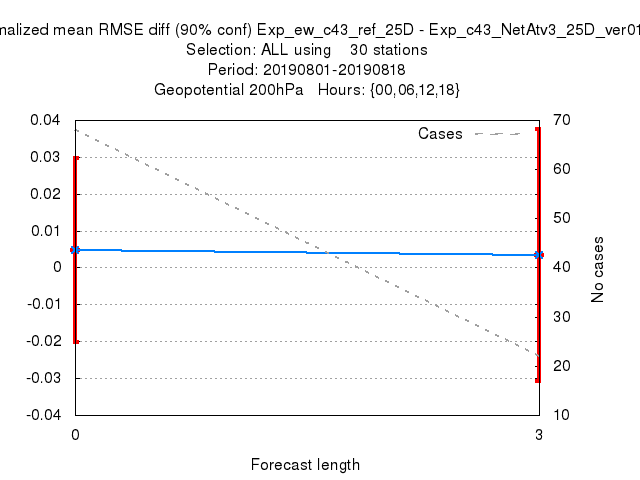 malized mean RMSE diff (90% conf) Exp_ew_c43_ref_25D - Exp_c43_NetAtv3_25D_ver01
Selection: ALL using 30 stations
Period: 20190801-20190818
Geopotential 200hPa Hours: {00,06,12,18}
Cases
0.04
0.03
0.02
0.01
0
-0.01
-0.02
-0.03
-0.04
70
60
50
40
30
20
10
No cases
0 3
Forecast length